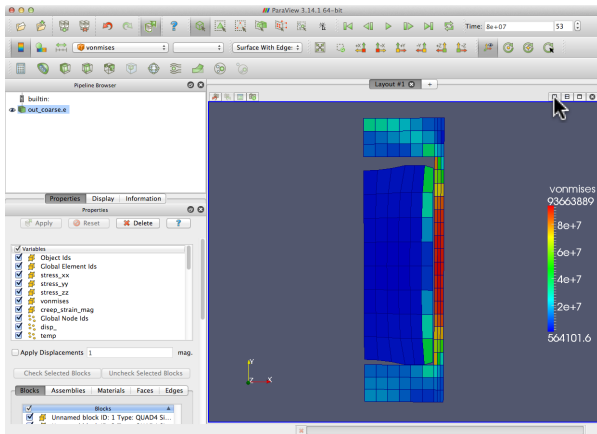 ParaView 3.14.1 64-bit
Time: 8e+07
53
vonmises
Surface With Edges
Pipeline Browser
builtin:
out_coarse.e
Layout #1
+
Properties
Display
Information
Properties
Apply
Reset
Delete
?
Variables
Object Ids
Global Element Ids
stress_xx
stress_yy
stress_zz
vonmises
creep_strain_mag
Global Node Ids
disp_
temp
Apply Displacements 1 mag.
Check Selected Blocks
Uncheck Selected Blocks
Blocks
Assemblies
Materials
Faces
Edges
Blocks
Unnamed block ID: 1 Type: QUAD4 Si...
vonmises
93663889
8e+7
6e+7
4e+7
2e+7
564101.6
Y
Z
X